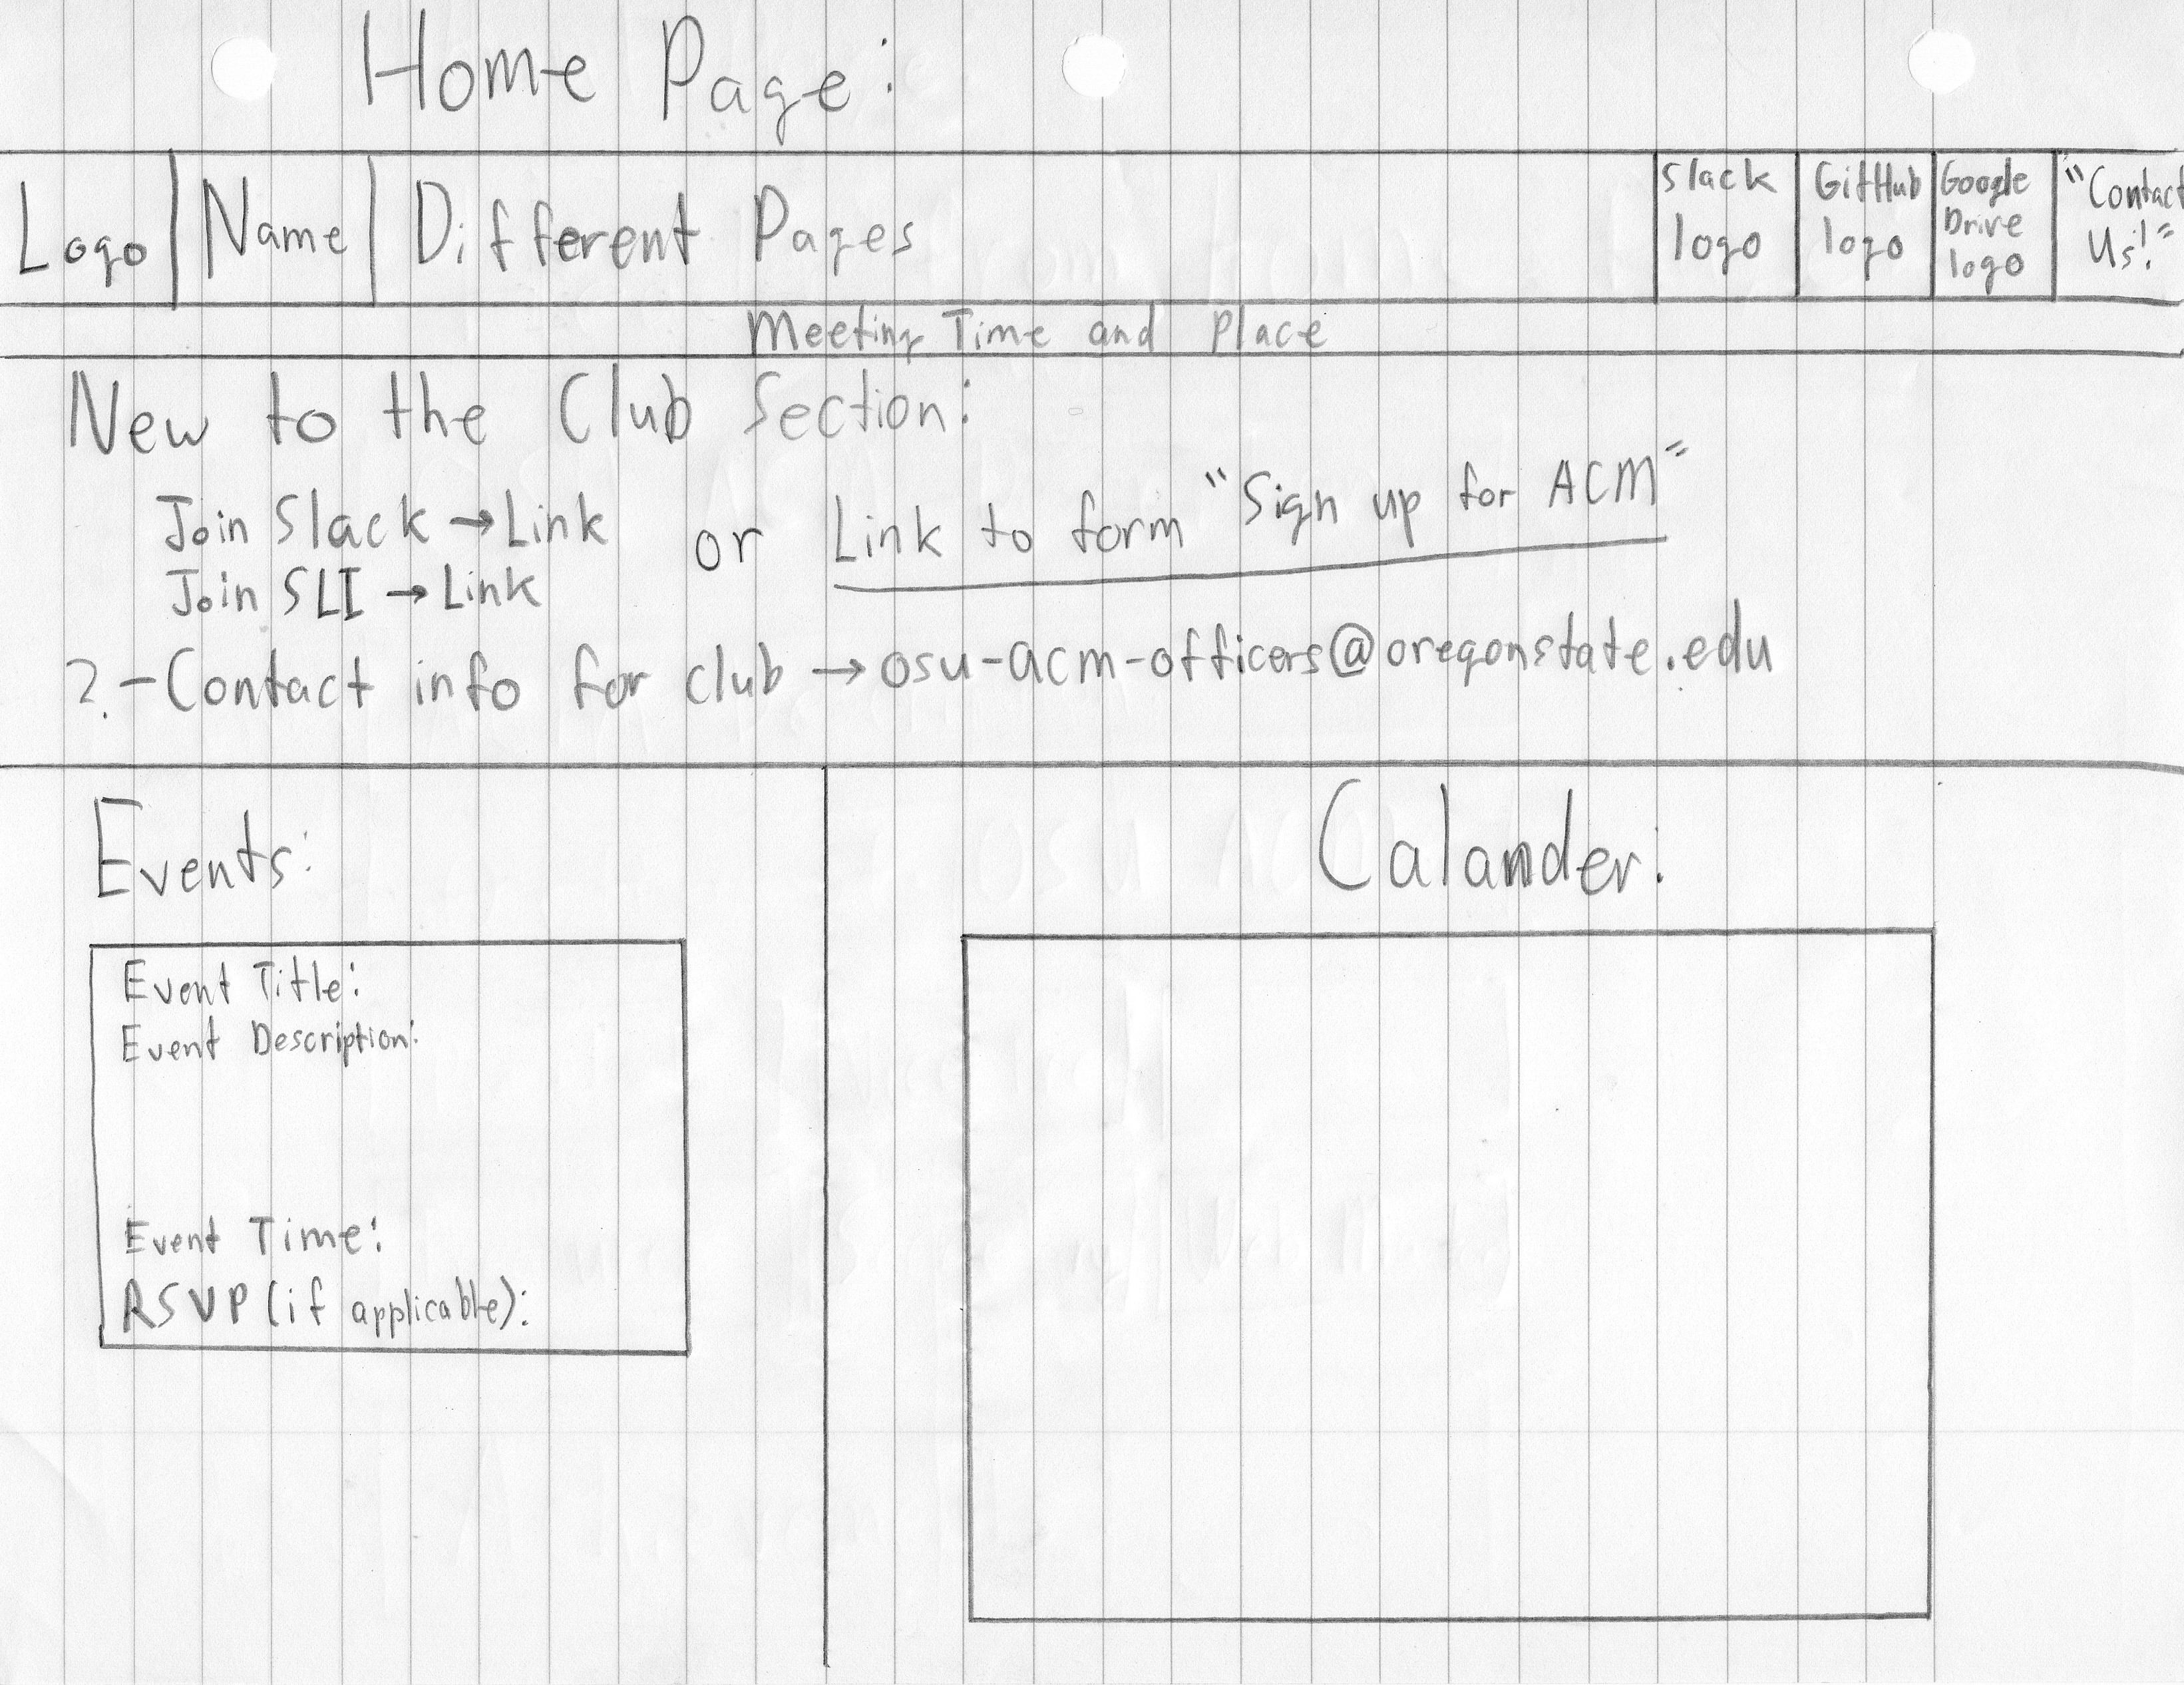 Home Page:
Logo Name Different Pages
Slack logo
GitHub logo
Google Drive logo
"Contact Us!"
Meeting Time and Place
New to the Club Section:
Join Slack → Link or Link to form "Sign up for ACM"
Join SLI → Link
?-Contact info for club → osu-acm-officers@oregonstate.edu
Events:
Event Title:
Event Description:
Event Time:
RSVP (if applicable):
Calander: